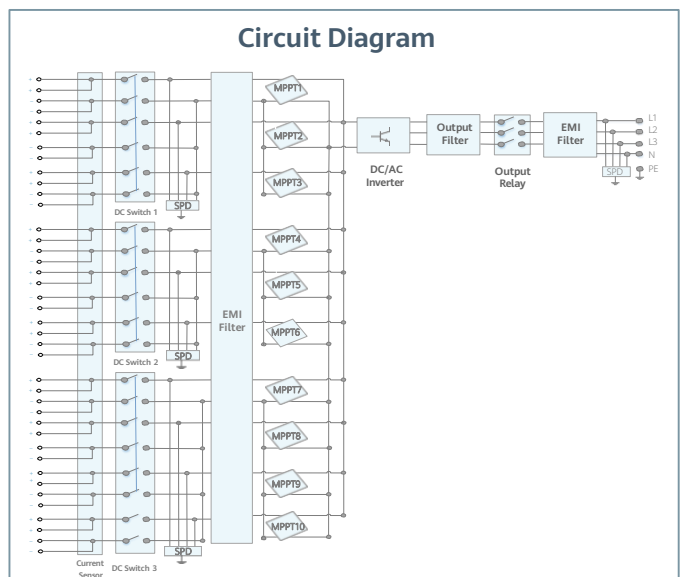 Circuit Diagram
MPPT1
MPPT2
MPPT3
SPD
DC Switch 1
MPPT4
MPPT5
MPPT6
EMI
Filter
SPD
DC Switch 2
MPPT7
MPPT8
MPPT9
MPPT10
SPD
Current
Sensor
DC Switch 3
DC/AC
Inverter
Output
Filter
Output
Relay
EMI
Filter
SPD
L1
L2
L3
N
PE